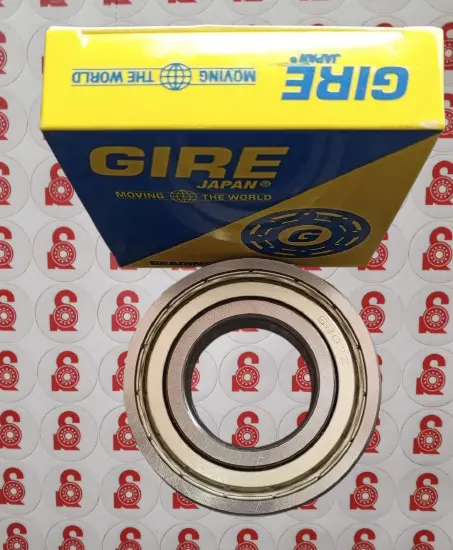 GIRE
JAPAN®
MOVING THE WORLD
GIRE
JAPAN®
MOVING THE WORLD
G